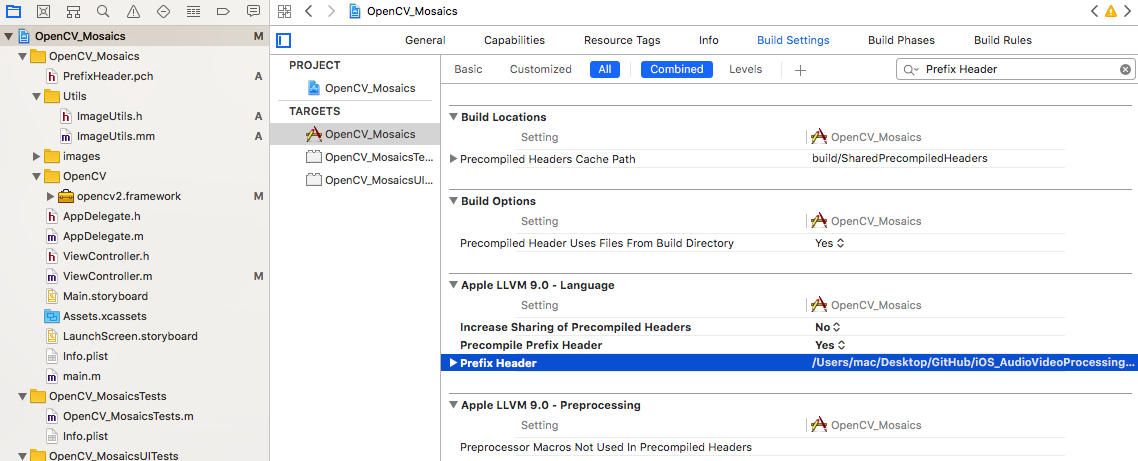 OpenCV_Mosaics M
OpenCV_Mosaics
PrefixHeader.pch A
Utils
ImageUtils.h A
ImageUtils.mm A
images
OpenCV
opencv2.framework M
AppDelegate.h
AppDelegate.m
ViewController.h
ViewController.m M
Main.storyboard
Assets.xcassets
LaunchScreen.storyboard
Info.plist
main.m
OpenCV_MosaicsTests
OpenCV_MosaicsTests.m
Info.plist
OpenCV_MosaicsUITests
OpenCV_Mosaics
General Capabilities Resource Tags Info Build Settings Build Phases Build Rules
PROJECT
OpenCV_Mosaics
TARGETS
OpenCV_Mosaics
OpenCV_MosaicsTe...
OpenCV_MosaicsUI...
Basic Customized All Combined Levels + Prefix Header
Build Locations
Setting OpenCV_Mosaics
Precompiled Headers Cache Path build/SharedPrecompiledHeaders
Build Options
Setting OpenCV_Mosaics
Precompiled Header Uses Files From Build Directory Yes
Apple LLVM 9.0 - Language
Setting OpenCV_Mosaics
Increase Sharing of Precompiled Headers No
Precompile Prefix Header Yes
Prefix Header /Users/mac/Desktop/GitHub/iOS_AudioVideoProcessing...
Apple LLVM 9.0 - Preprocessing
Setting OpenCV_Mosaics
Preprocessor Macros Not Used In Precompiled Headers